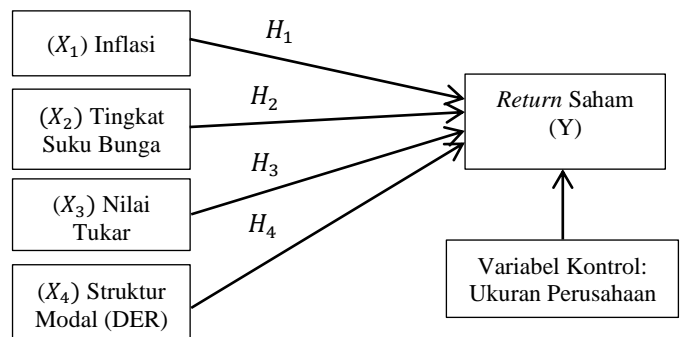 (X₁) Inflasi
H₁
(X₂) Tingkat
Suku Bunga
H₂
(X₃) Nilai
Tukar
H₃
(X₄) Struktur
Modal (DER)
H₄
Return Saham
(Y)
Variabel Kontrol:
Ukuran Perusahaan